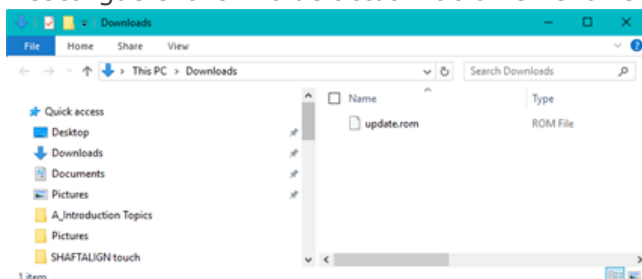 Downloads
File Home Share View
This PC > Downloads
Search Downloads
Name Type
Quick access
update.rom ROM File
Desktop
Downloads
Documents
Pictures
A_Introduction Topics
Pictures
SHAFTALIGN touch
1 item